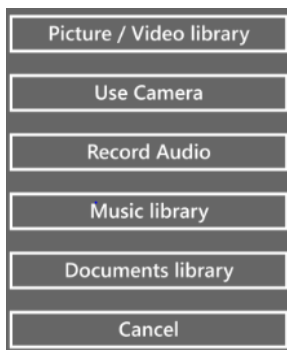 Picture / Video library
Use Camera
Record Audio
Music library
Documents library
Cancel